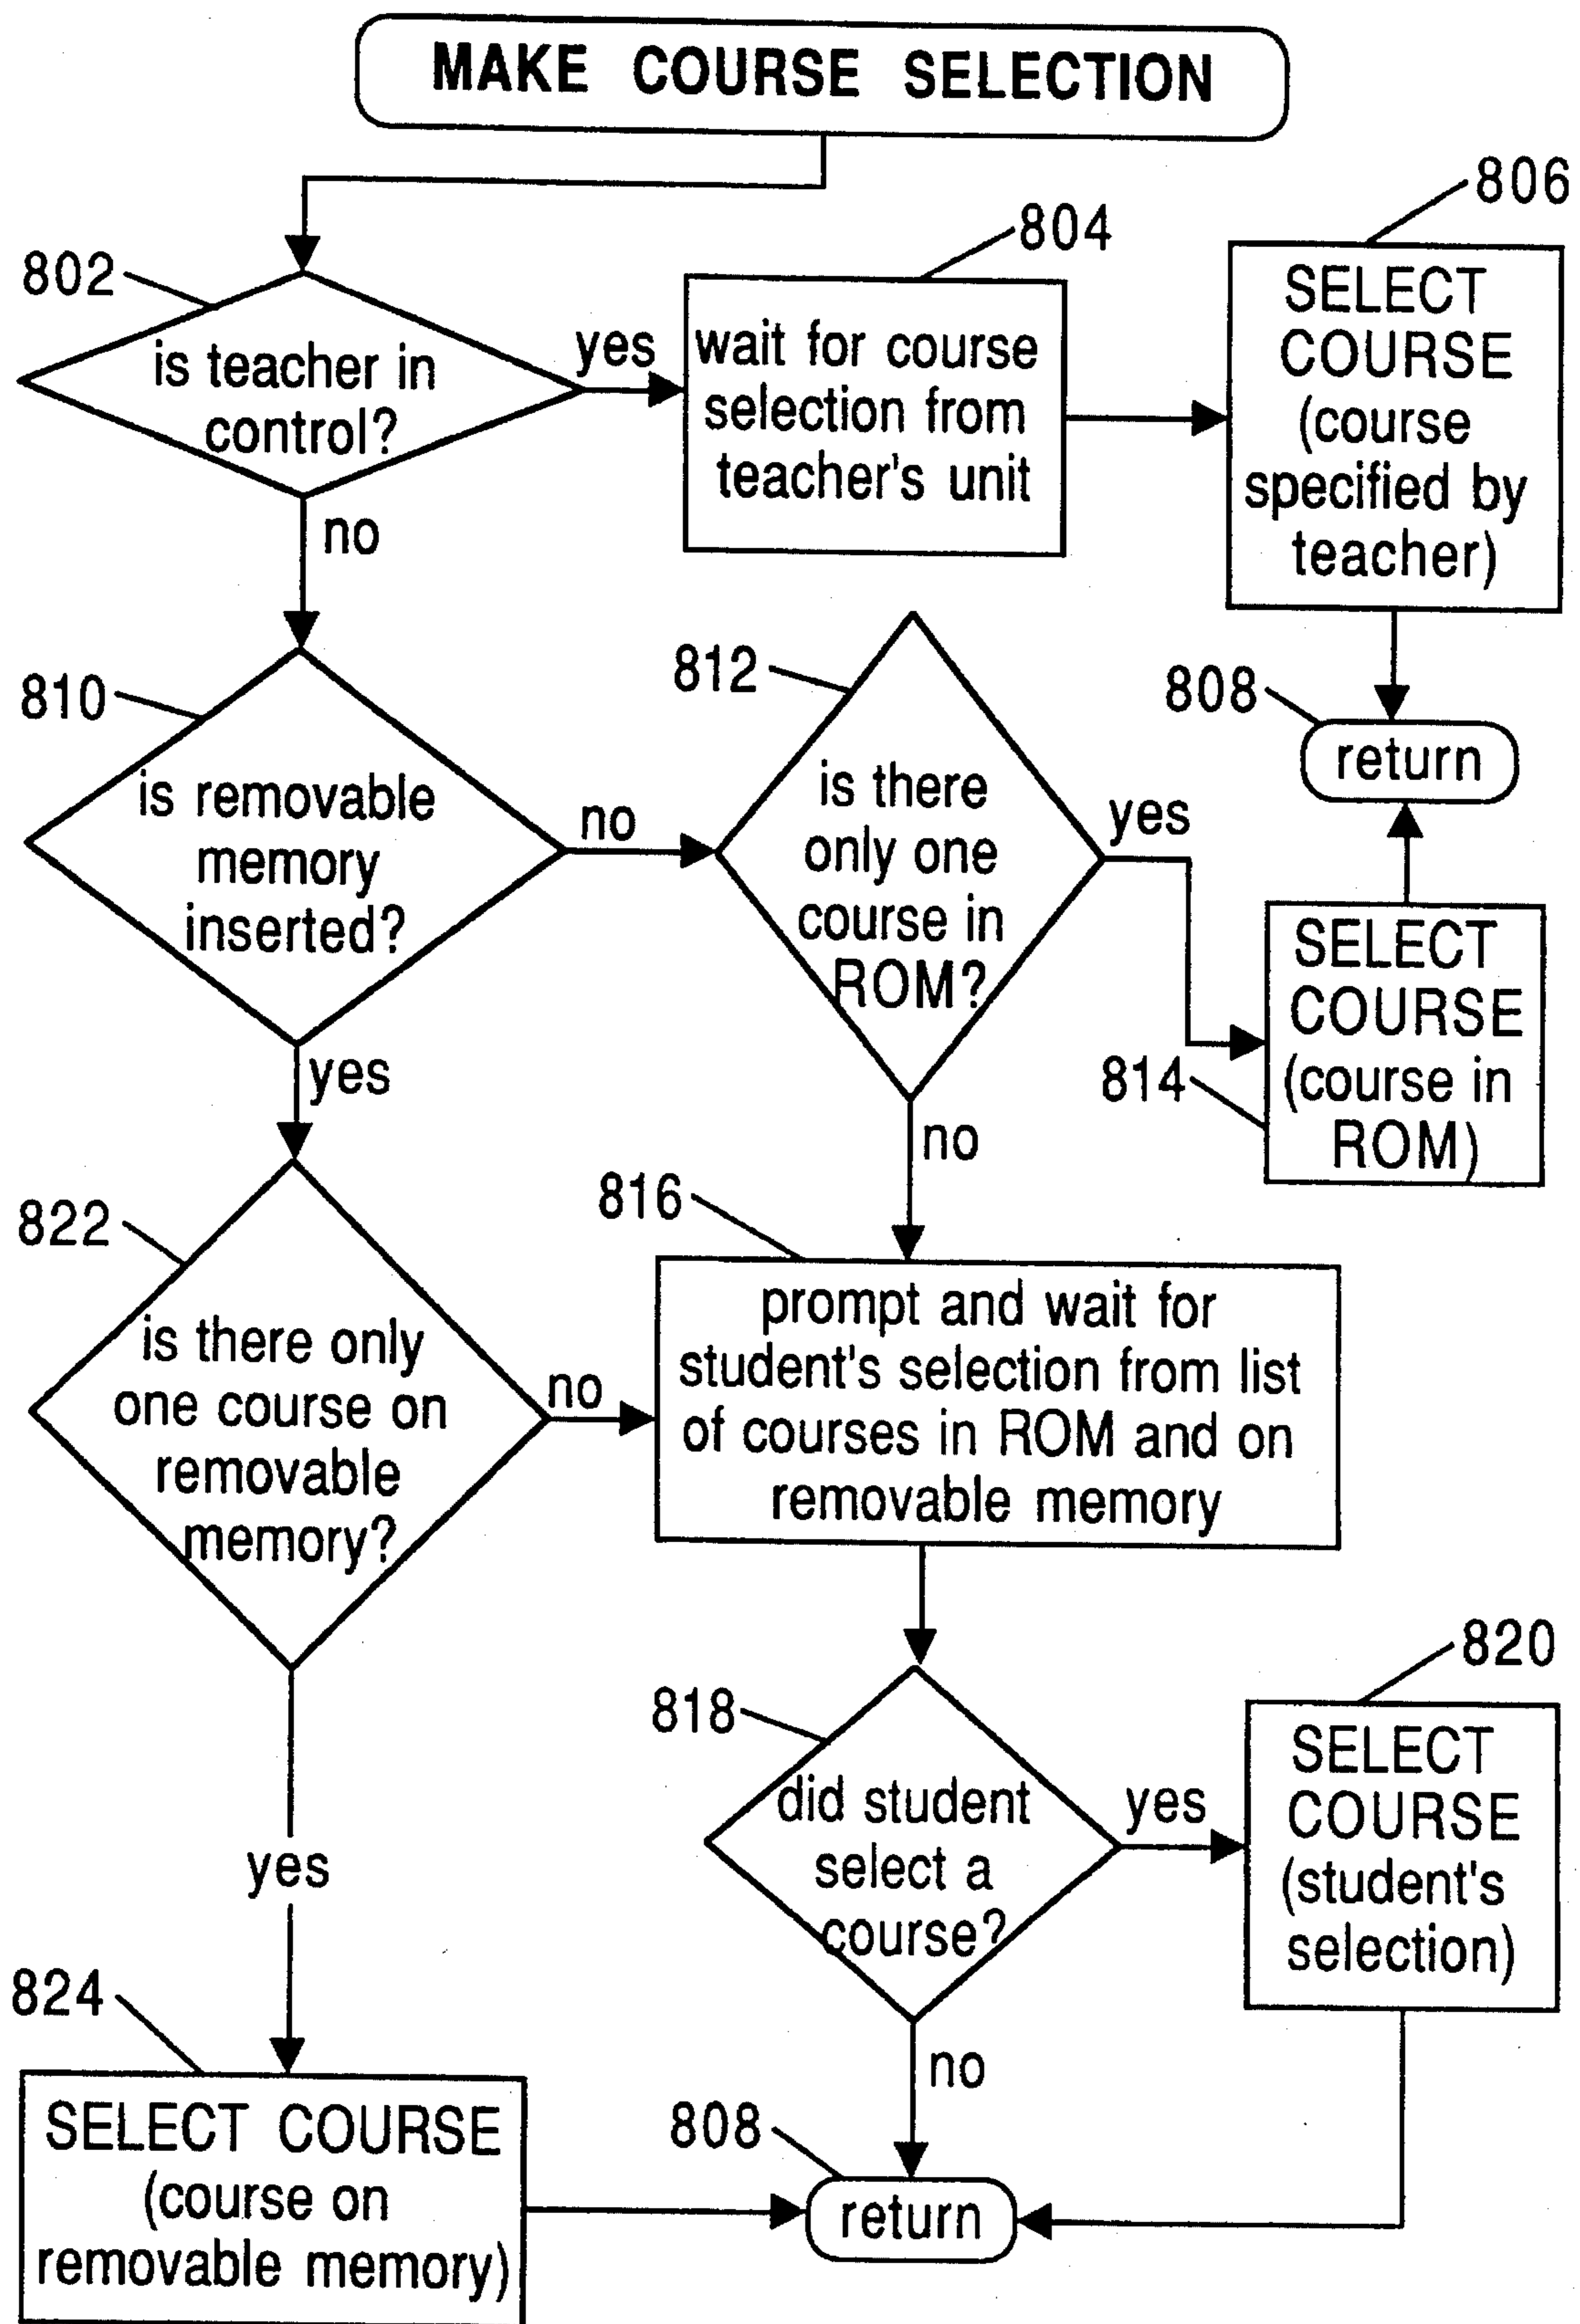 MAKE COURSE SELECTION
806
804
802
SELECT
COURSE
(course
specified by
teacher)
yes
wait for course
selection from
teacher's unit
is teacher in
control?
no
812
810
808
return
is removable
memory
inserted?
no
is there
only one
course in
ROM?
yes
SELECT
COURSE
(course in
ROM)
814
yes
no
816
822
prompt and wait for
student's selection from list
of courses in ROM and on
removable memory
is there only
one course on
removable
memory?
no
820
818
SELECT
COURSE
(student's
selection)
did student
select a
course?
yes
yes
824
no
808
SELECT COURSE
(course on
removable memory)
return